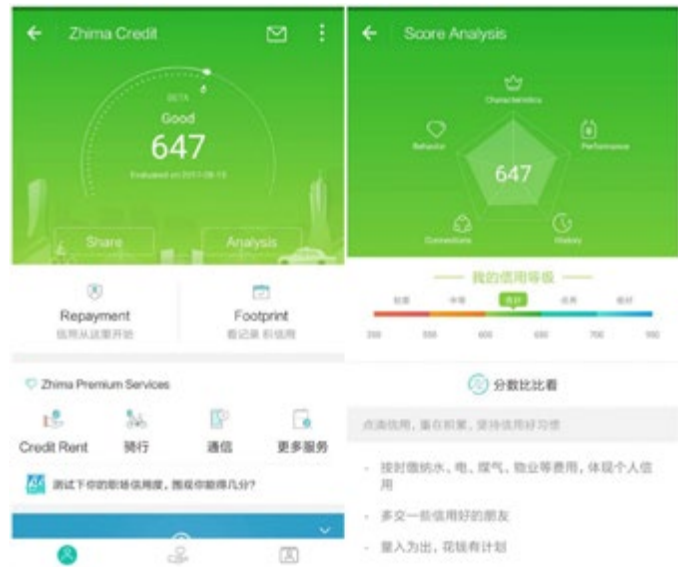 Zhima Credit
BETA
Good
647
Share
Analysis
Repayment
信用从这里开始
Footprint
看记录 积信用
Zhima Premium Services
Credit Rent
骑行
通信
更多服务
测试下你的职场信用度，围观你能得几分？
Score Analysis
Characteristics
Behavior
Performance
647
Connections
History
我的信用等级
较差
中等
良好
优秀
极好
350
550
600
650
700
950
分数比比看
点滴信用，重在积累，坚持信用好习惯
- 按时缴纳水、电、煤气、物业等费用，体现个人信
用
- 多交一些信用好的朋友
- 量入为出，花钱有计划